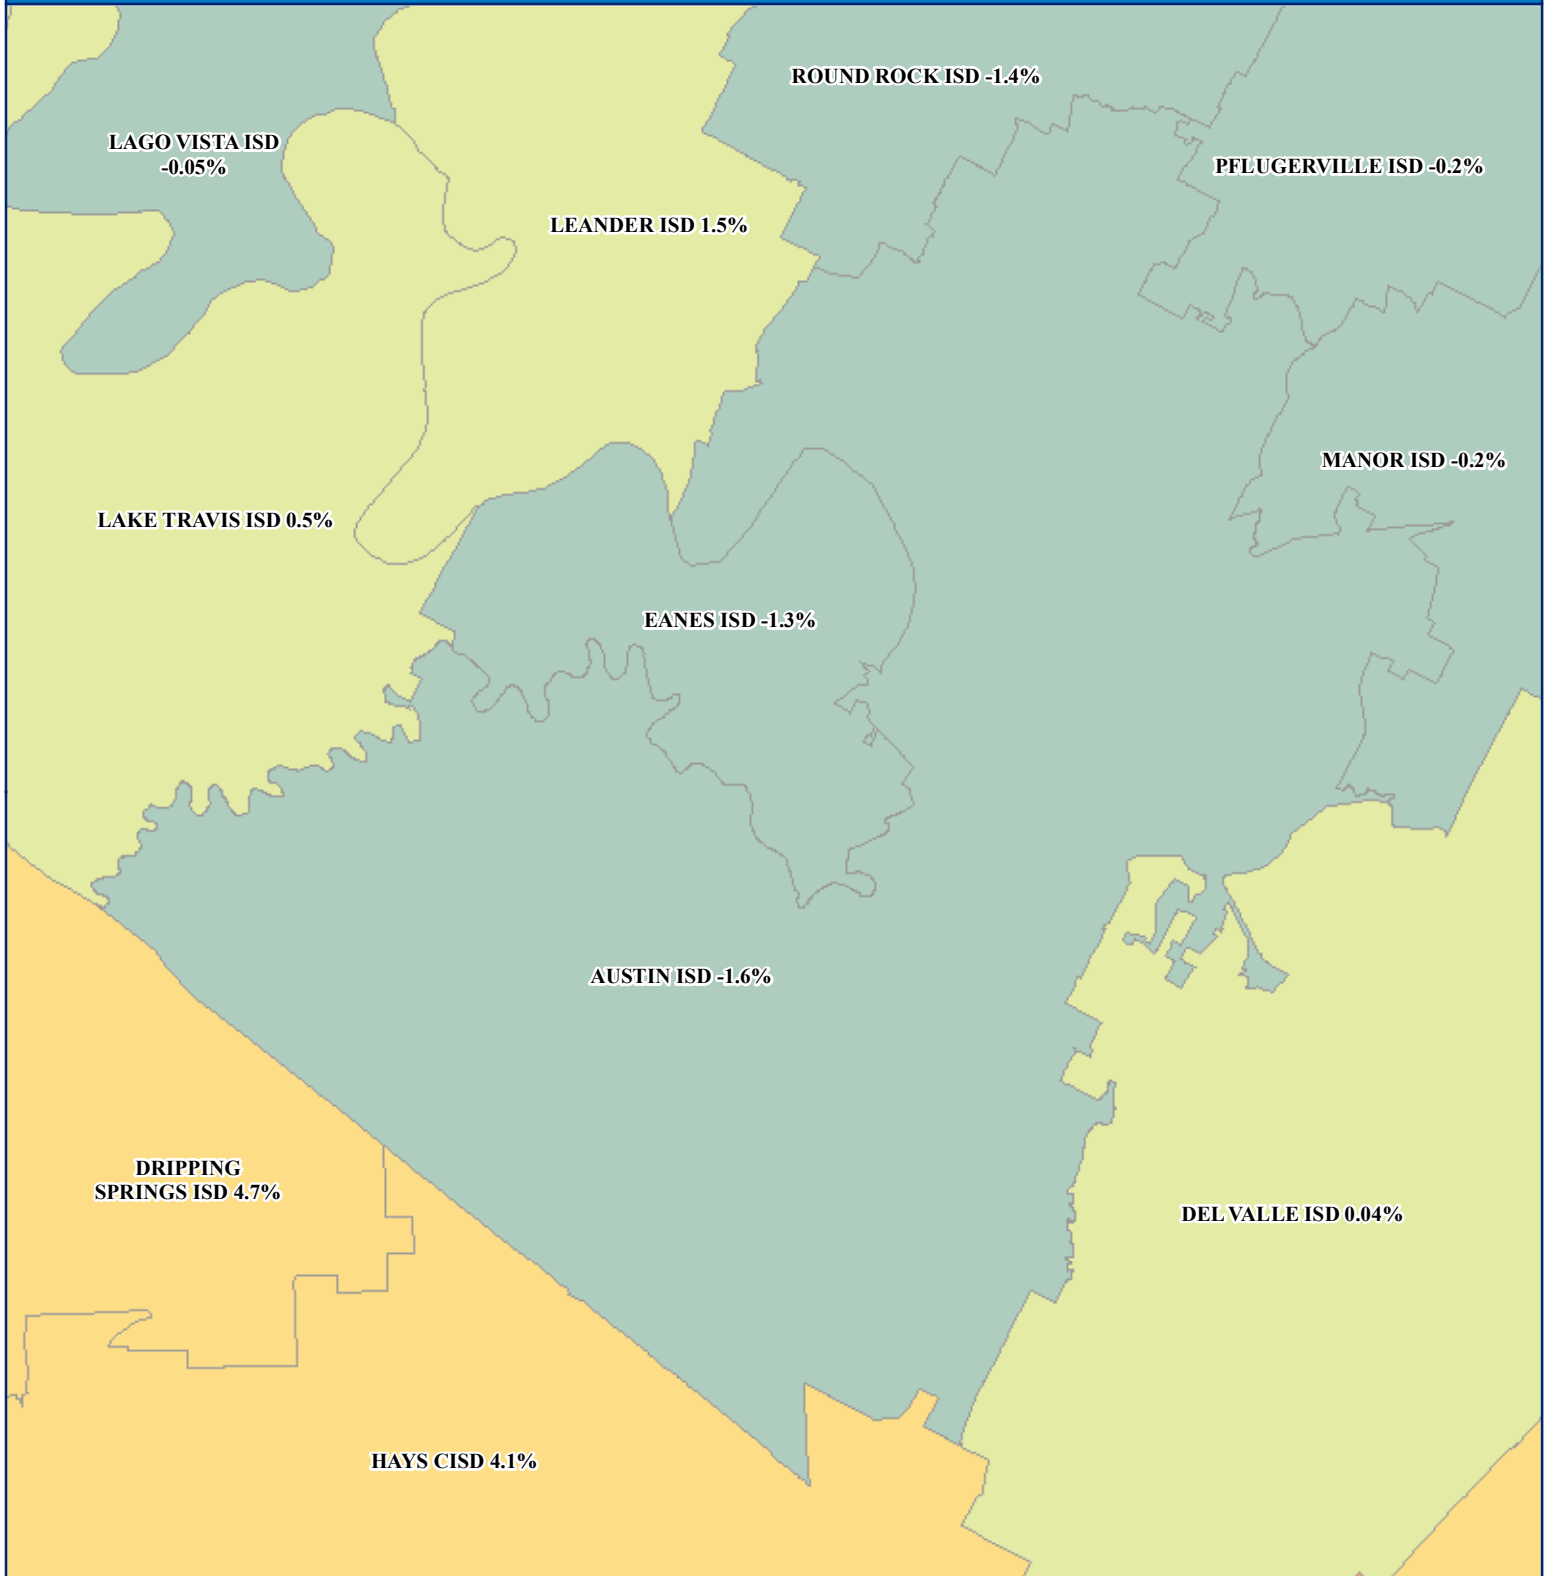 ROUND ROCK ISD -1.4%
LAGO VISTA ISD
-0.05%
PFLUGERVILLE ISD -0.2%
LEANDER ISD 1.5%
MANOR ISD -0.2%
LAKE TRAVIS ISD 0.5%
EANES ISD -1.3%
AUSTIN ISD -1.6%
DRIPPING
SPRINGS ISD 4.7%
DEL VALLE ISD 0.04%
HAYS CISD 4.1%